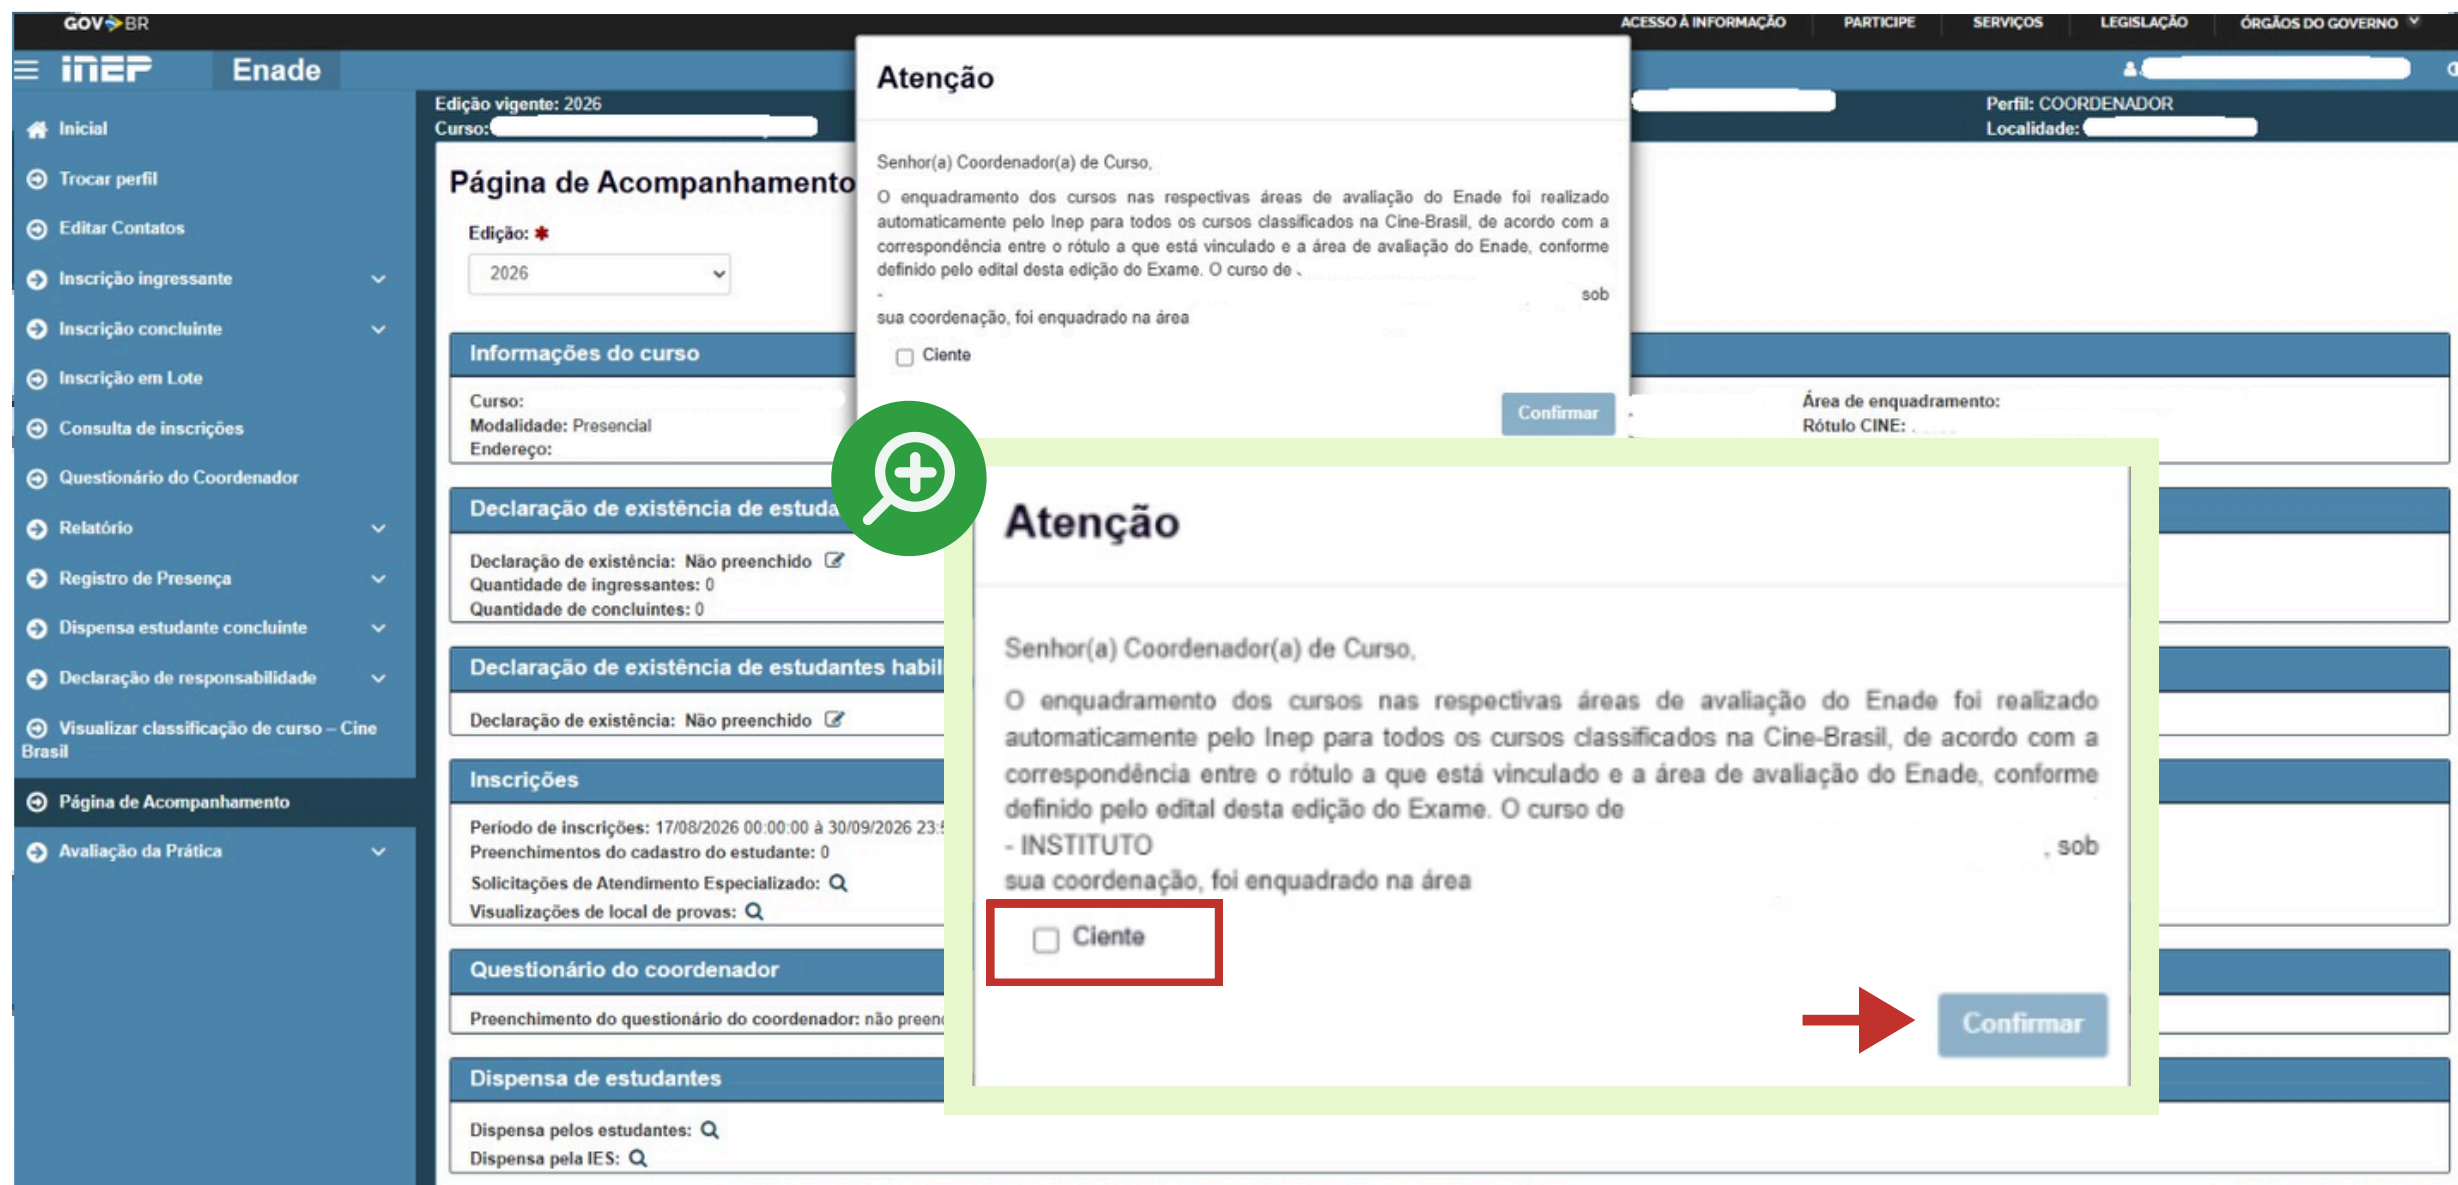 GOV BR
ACESSO À INFORMAÇÃO PARTICIPE SERVIÇOS LEGISLAÇÃO ÓRGÃOS DO GOVERNO
inep Enade
Edição vigente: 2026
Curso:
Perfil: COORDENADOR
Localidade:
Inicial
Trocar perfil
Editar Contatos
Inscrição ingressante
Inscrição concluinte
Inscrição em Lote
Consulta de inscrições
Questionário do Coordenador
Relatório
Registro de Presença
Dispensa estudante concluinte
Declaração de responsabilidade
Visualizar classificação de curso – Cine
Brasil
Página de Acompanhamento
Avaliação da Prática
Página de Acompanhamento
Edição: *
2026
Informações do curso
Curso:
Modalidade: Presencial
Endereço:
Área de enquadramento:
Rótulo CINE:
Declaração de existência de estuda
Declaração de existência: Não preenchido
Quantidade de ingressantes: 0
Quantidade de concluintes: 0
Declaração de existência de estudantes habil
Declaração de existência: Não preenchido
Inscrições
Período de inscrições: 17/08/2026 00:00:00 à 30/09/2026 23:5
Preenchimentos do cadastro do estudante: 0
Solicitações de Atendimento Especializado:
Visualizações de local de provas:
Questionário do coordenador
Preenchimento do questionário do coordenador: não preen
Dispensa de estudantes
Dispensa pelos estudantes:
Dispensa pela IES:
Atenção
Senhor(a) Coordenador(a) de Curso,
O enquadramento dos cursos nas respectivas áreas de avaliação do Enade foi realizado
automaticamente pelo Inep para todos os cursos classificados na Cine-Brasil, de acordo com a
correspondência entre o rótulo a que está vinculado e a área de avaliação do Enade, conforme
definido pelo edital desta edição do Exame. O curso de
- sob
sua coordenação, foi enquadrado na área
Ciente
Confirmar
Atenção
Senhor(a) Coordenador(a) de Curso,
O enquadramento dos cursos nas respectivas áreas de avaliação do Enade foi realizado
automaticamente pelo Inep para todos os cursos classificados na Cine-Brasil, de acordo com a
correspondência entre o rótulo a que está vinculado e a área de avaliação do Enade, conforme
definido pelo edital desta edição do Exame. O curso de
- INSTITUTO , sob
sua coordenação, foi enquadrado na área
Ciente
Confirmar